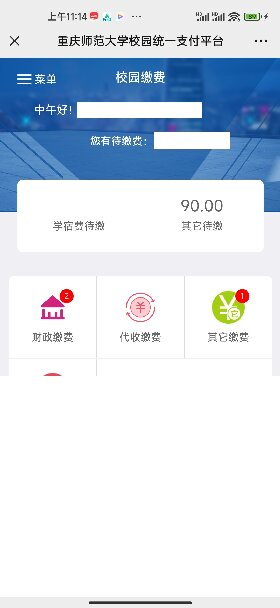 上午11:14
重庆师范大学校园统一支付平台
菜单
校园缴费
中午好！
您有待缴费：
90.00
学宿费待缴
其它待缴
2
1
财政缴费
代收缴费
其它缴费